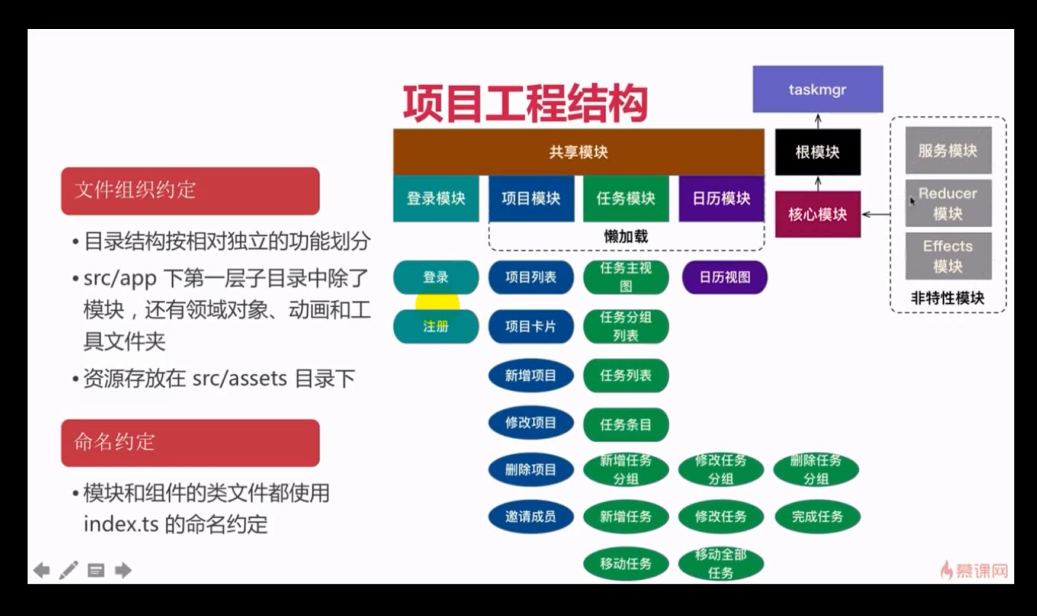 项目工程结构
文件组织约定
•目录结构按相对独立的功能划分
•src/app 下第一层子目录中除了
模块，还有领域对象、动画和工
具文件夹
•资源存放在 src/assets 目录下
命名约定
•模块和组件的类文件都使用
index.ts 的命名约定
taskmgr
共享模块
根模块
登录模块
项目模块
任务模块
日历模块
核心模块
懒加载
服务模块
Reducer
模块
Effects
模块
非特性模块
登录
项目列表
任务主视
图
日历视图
注册
项目卡片
任务分组
列表
新增项目
任务列表
修改项目
任务条目
删除项目
新增任务
分组
修改任务
分组
删除任务
分组
邀请成员
新增任务
修改任务
完成任务
移动任务
移动全部
任务
慕课网